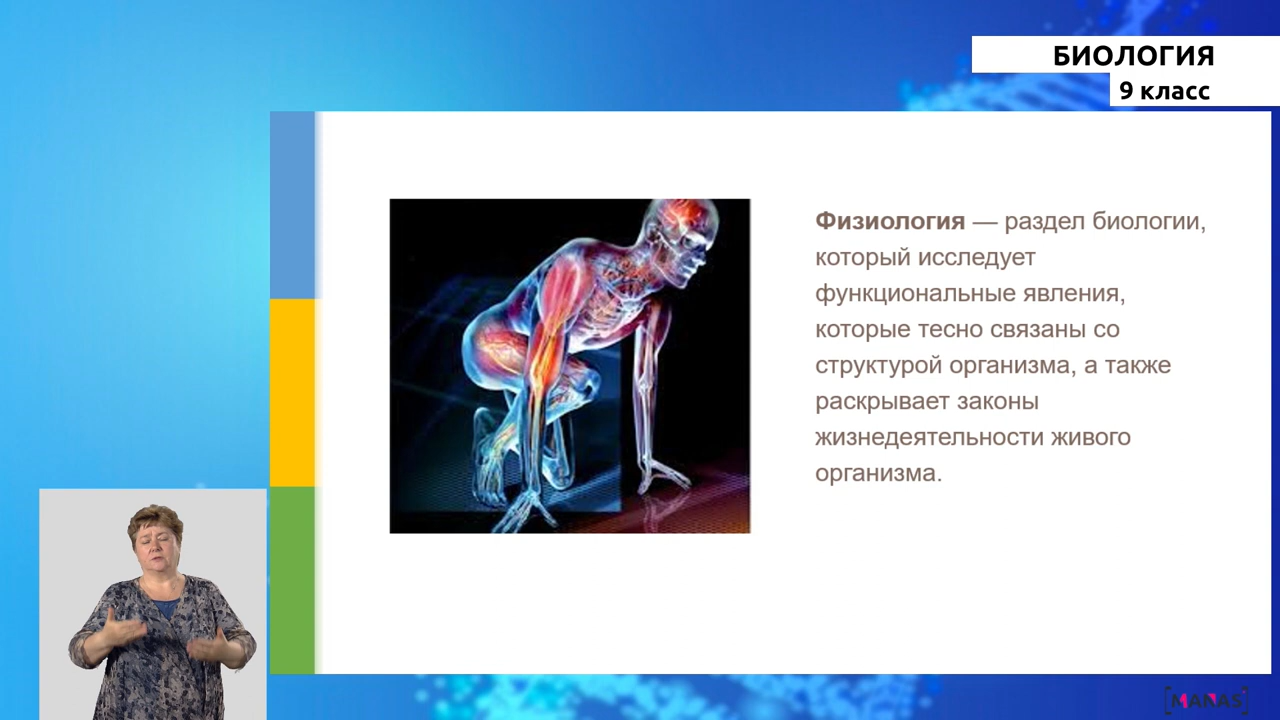 БИОЛОГИЯ
9 класс
Физиология — раздел биологии,
который исследует
функциональные явления,
которые тесно связаны со
структурой организма, а также
раскрывает законы
жизнедеятельности живого
организма.
[MANAS]